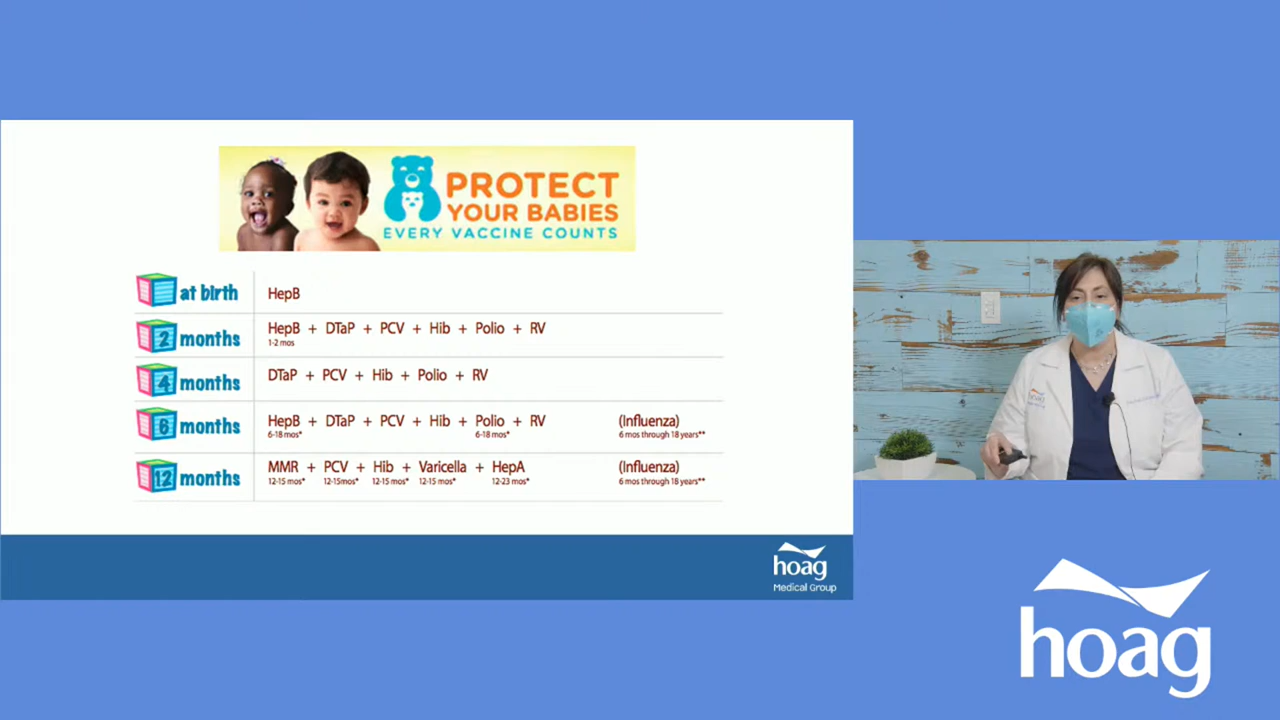 PROTECT
YOUR BABIES
EVERY VACCINE COUNTS
at birth HepB
2 months HepB + DTaP + PCV + Hib + Polio + RV
1-2 mos
4 months DTaP + PCV + Hib + Polio + RV
6 months HepB + DTaP + PCV + Hib + Polio + RV (Influenza)
6-18 mos* 6-18 mos* 6 mos through 18 years**
12 months MMR + PCV + Hib + Varicella + HepA (Influenza)
12-15 mos* 12-15mos* 12-15 mos* 12-15 mos* 12-23 mos* 6 mos through 18 years**
hoag
Medical Group
hoag
hoag